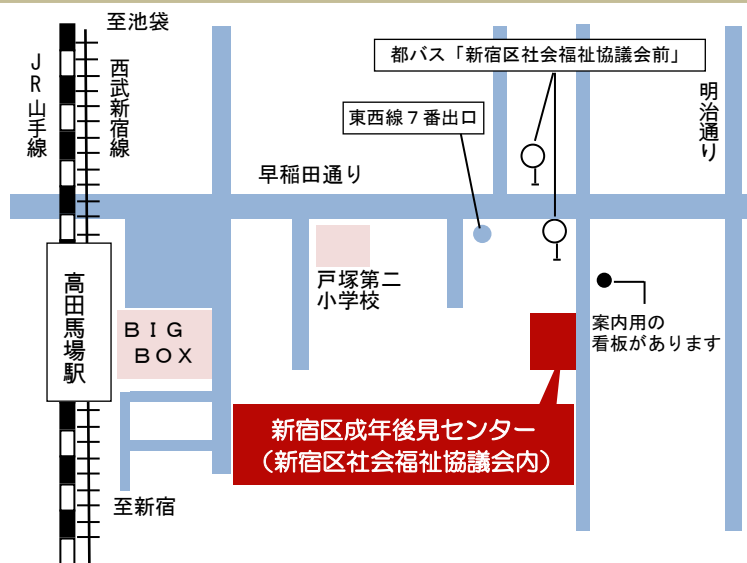 至池袋
JR山手線
西武新宿線
都バス「新宿区社会福祉協議会前」
明治通り
東西線７番出口
早稲田通り
高田馬場駅
戸塚第二
小学校
ＢＩＧ
ＢＯＸ
案内用の
看板があります
新宿区成年後見センター
（新宿区社会福祉協議会内）
至新宿